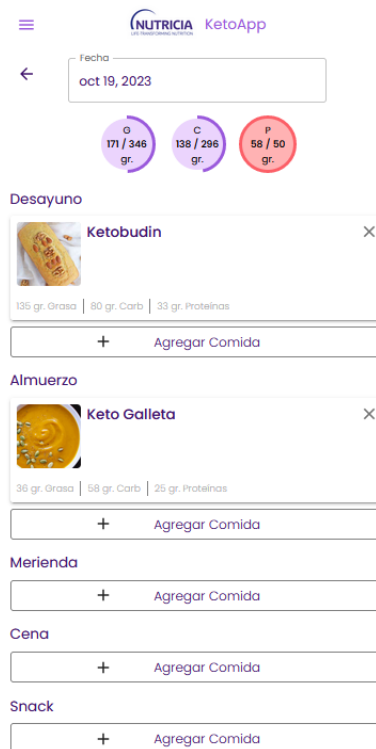 NUTRICIA KetoApp
LIFE-TRANSFORMING NUTRITION
Fecha
oct 19, 2023
G
171 / 346
gr.
C
138 / 296
gr.
P
58 / 50
gr.
Desayuno
Ketobudin
135 gr. Grasa | 80 gr. Carb | 33 gr. Proteínas
+ Agregar Comida
Almuerzo
Keto Galleta
36 gr. Grasa | 58 gr. Carb | 25 gr. Proteínas
+ Agregar Comida
Merienda
+ Agregar Comida
Cena
+ Agregar Comida
Snack
+ Agregar Comida